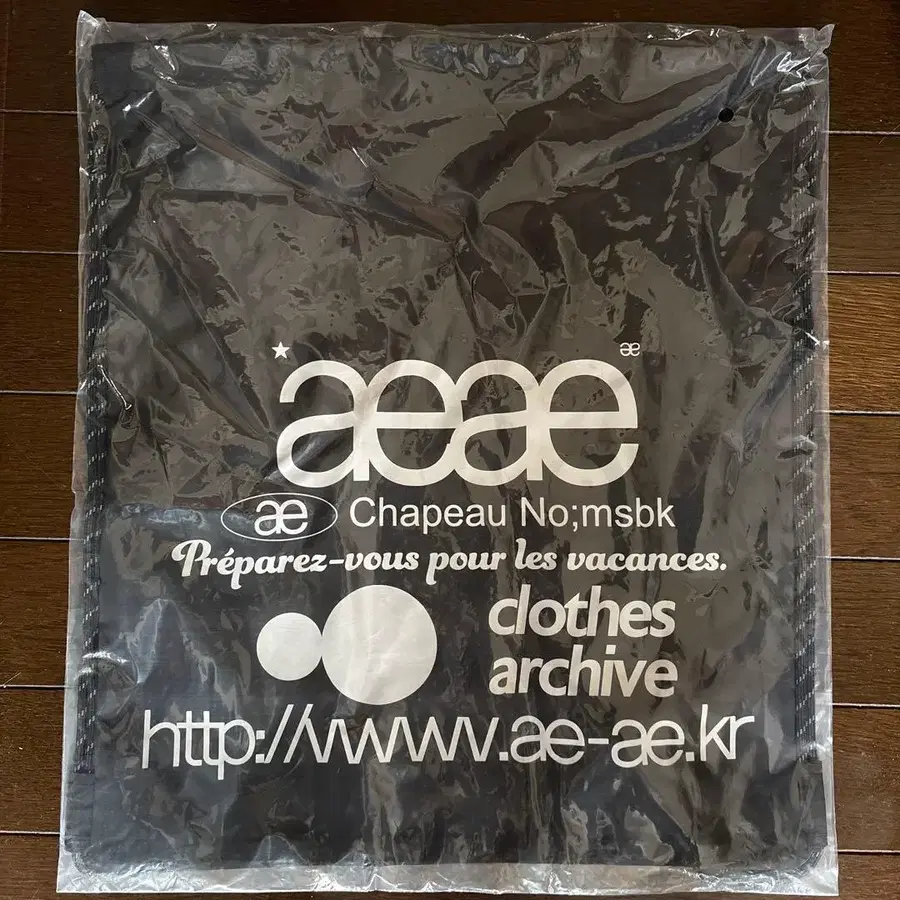 æ
aeae
æ Chapeau No;msbk
Préparez-vous pour les vacances.
clothes
archive
http://www.ae-ae.kr